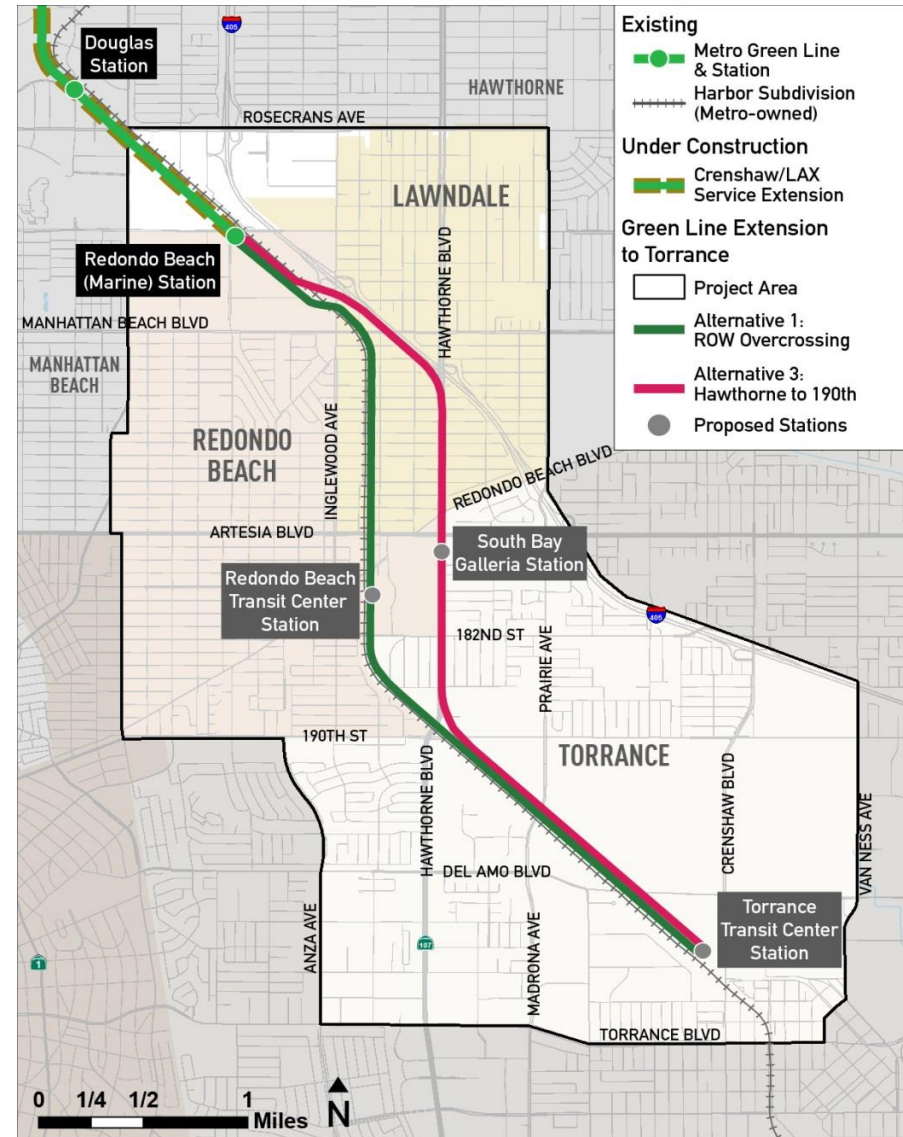 Douglas
Station
405
HAWTHORNE
ROSECRANS AVE
LAWNDALE
HAWTHORNE BLVD
Redondo Beach
(Marine) Station
MANHATTAN BEACH BLVD
MANHATTAN
BEACH
REDONDO
BEACH
INGLEWOOD AVE
REDONDO BEACH BLVD
ARTESIA BLVD
South Bay
Galleria Station
Redondo Beach
Transit Center
Station
405
182ND ST
PRAIRIE AVE
190TH ST
TORRANCE
HAWTHORNE BLVD
CRENSHAW BLVD
VAN NESS AVE
DEL AMO BLVD
Torrance
Transit Center
Station
ANZA AVE
107
MADRONA AVE
1
TORRANCE BLVD
0 1/4 1/2 1
Miles
N
Existing
Metro Green Line
& Station
Harbor Subdivision
(Metro-owned)
Under Construction
Crenshaw/LAX
Service Extension
Green Line Extension
to Torrance
Project Area
Alternative 1:
ROW Overcrossing
Alternative 3:
Hawthorne to 190th
Proposed Stations